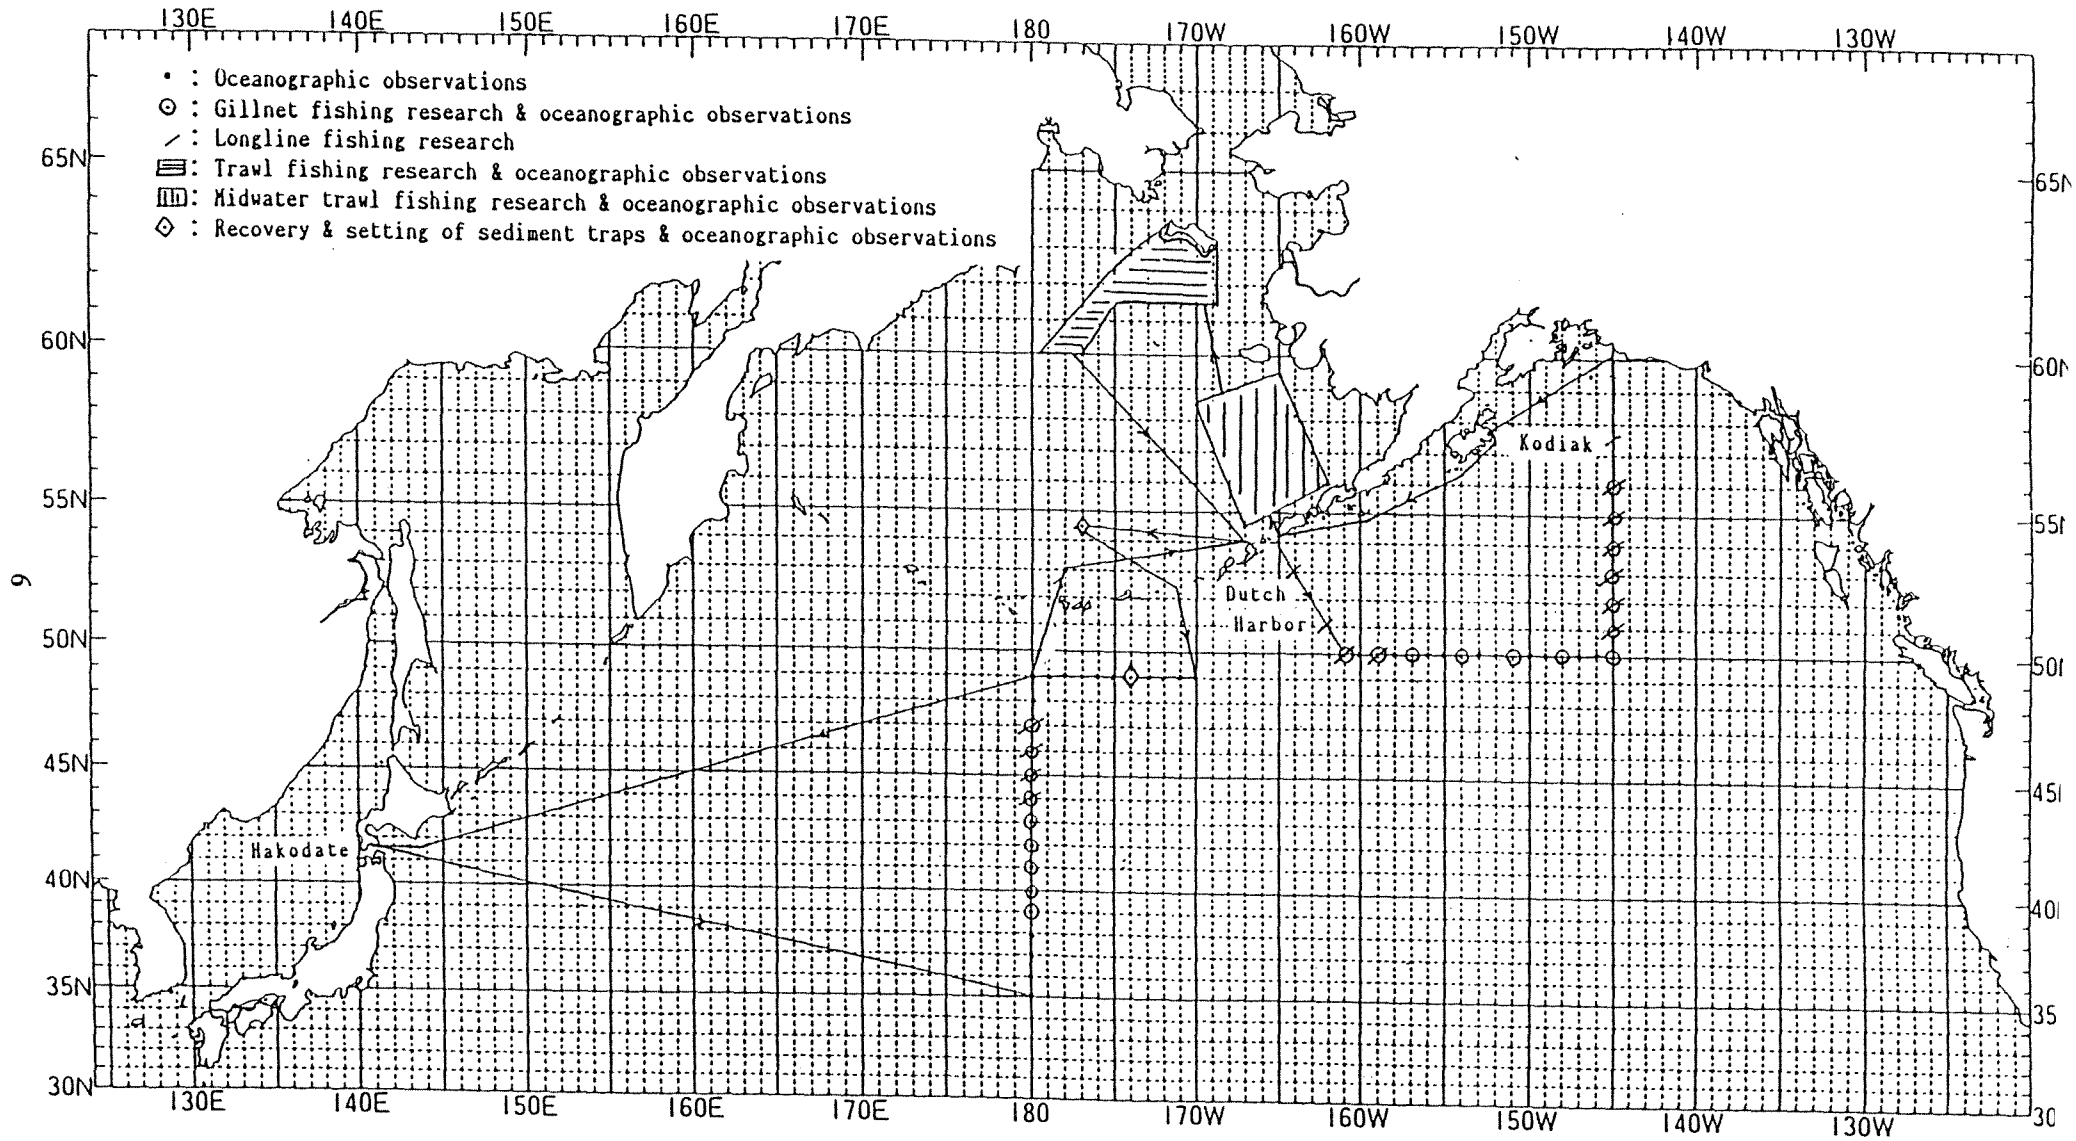 130E 140E 150E 160E 170E 180 170W 160W 150W 140W 130W
• : Oceanographic observations
⊙ : Gillnet fishing research & oceanographic observations
/ : Longline fishing research
: Trawl fishing research & oceanographic observations
: Midwater trawl fishing research & oceanographic observations
◇ : Recovery & setting of sediment traps & oceanographic observations
65N 65N
60N 60N
Kodiak
55N 55N
Dutch
Harbor
50N 50N
45N 45N
Hakodate
40N 40N
35N 35
30N 30
130E 140E 150E 160E 170E 180 170W 160W 150W 140W 130W
9